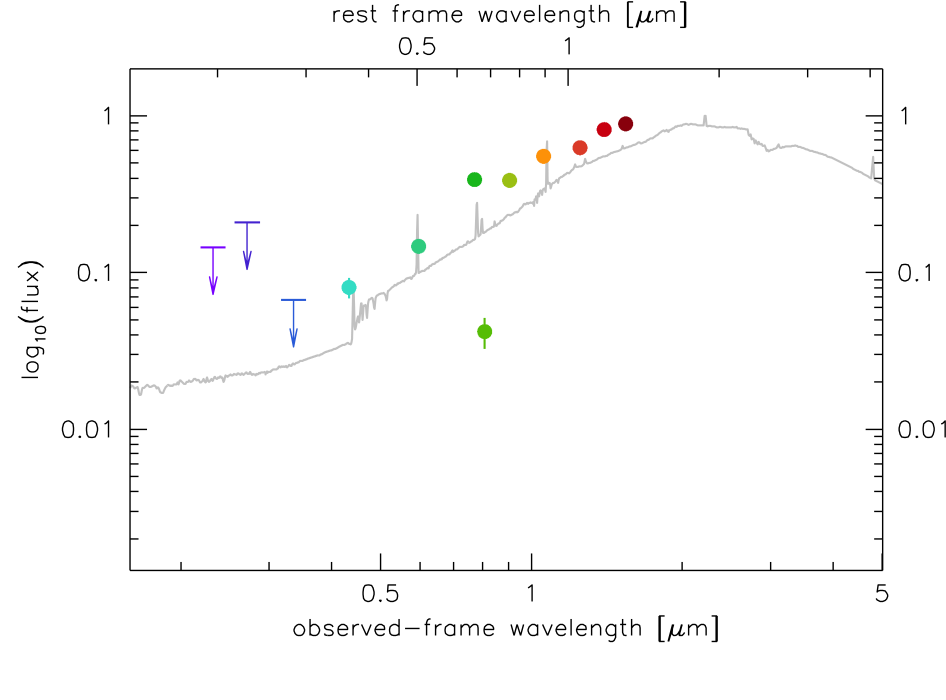 rest frame wavelength [μm]
0.5 1
1 1
0.1 0.1
0.01 0.01
log10(flux)
0.5 1 5
observed-frame wavelength [μm]